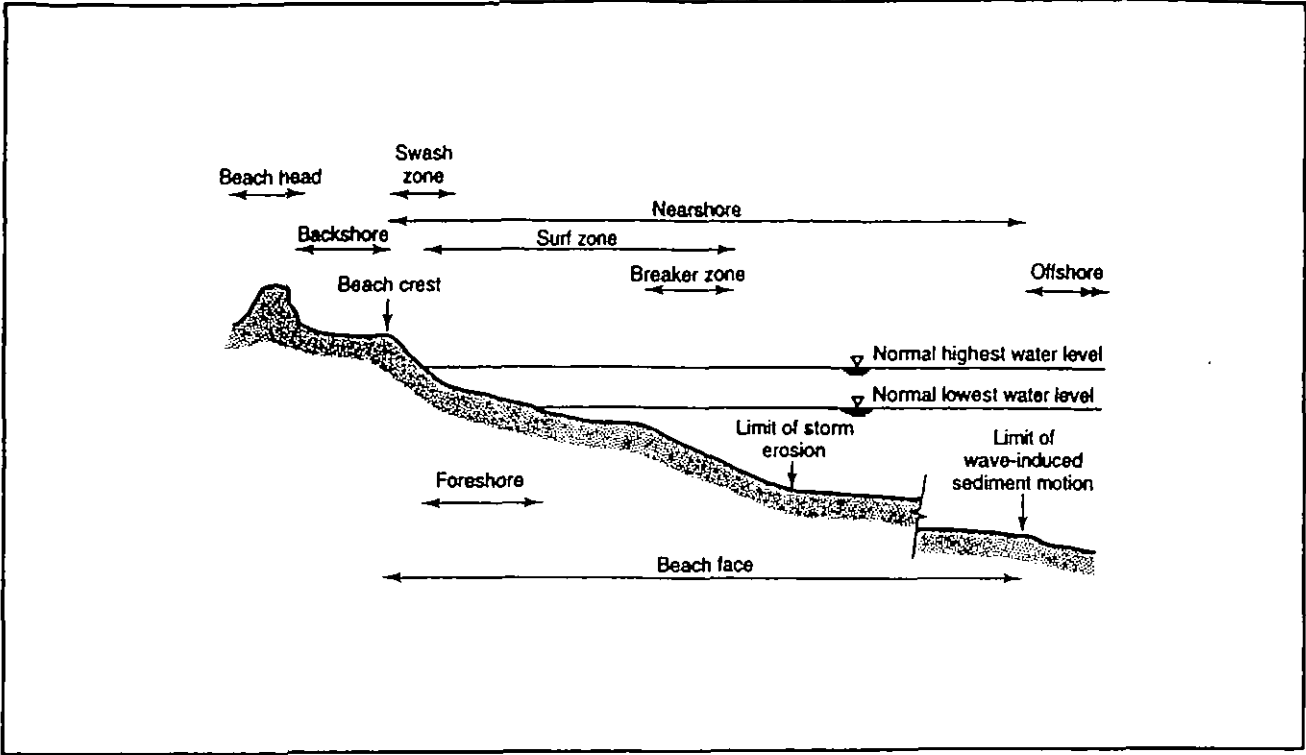 Swash
zone
Beach head
Nearshore
Backshore
Surf zone
Offshore
Breaker zone
Beach crest
Normal highest water level
Normal lowest water level
Limit of storm
erosion
Limit of
wave-induced
sediment motion
Foreshore
Beach face